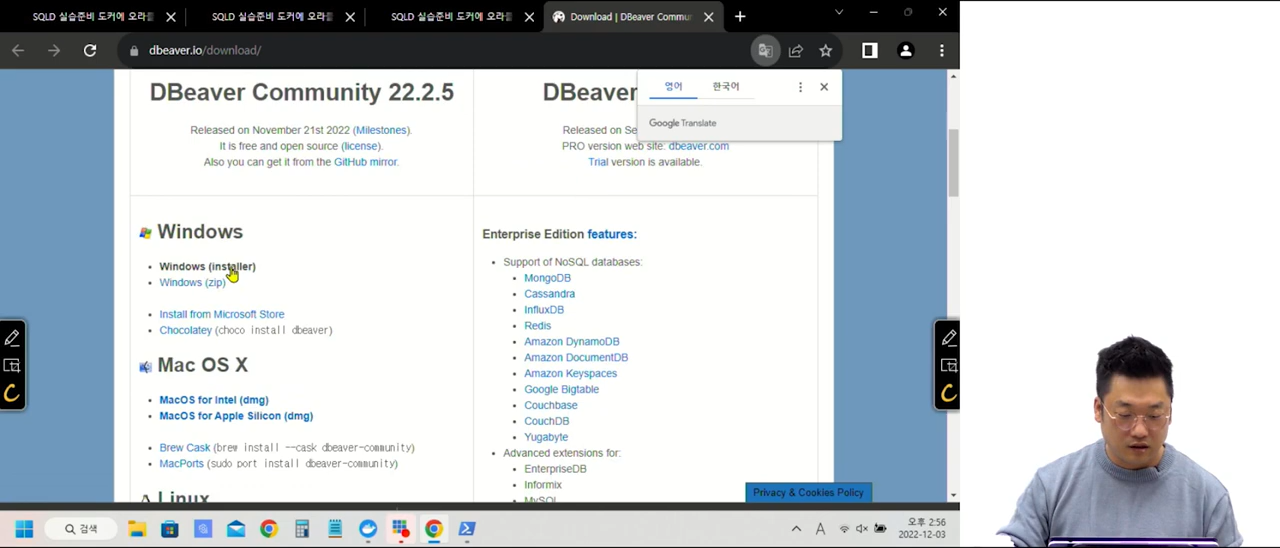 SQLD 실습준비 도커에 오라클
SQLD 실습준비 도커에 오라클
SQLD 실습준비 도커에 오라클
Download | DBeaver Commun
dbeaver.io/download/
영어
한국어
Google Translate
DBeaver Community 22.2.5
Released on November 21st 2022 (Milestones).
It is free and open source (license).
Also you can get it from the GitHub mirror.
Windows
Windows (installer)
Windows (zip)
Install from Microsoft Store
Chocolatey (choco install dbeaver)
Mac OS X
MacOS for Intel (dmg)
MacOS for Apple Silicon (dmg)
Brew Cask (brew install --cask dbeaver-community)
MacPorts (sudo port install dbeaver-community)
Linux
DBeaver
Released on Se
PRO version web site: dbeaver.com
Trial version is available.
Enterprise Edition features:
Support of NoSQL databases:
MongoDB
Cassandra
InfluxDB
Redis
Amazon DynamoDB
Amazon DocumentDB
Amazon Keyspaces
Google Bigtable
Couchbase
CouchDB
Yugabyte
Advanced extensions for:
EnterpriseDB
Informix
MySQL
Privacy & Cookies Policy
검색
A
오후 2:56
2022-12-03